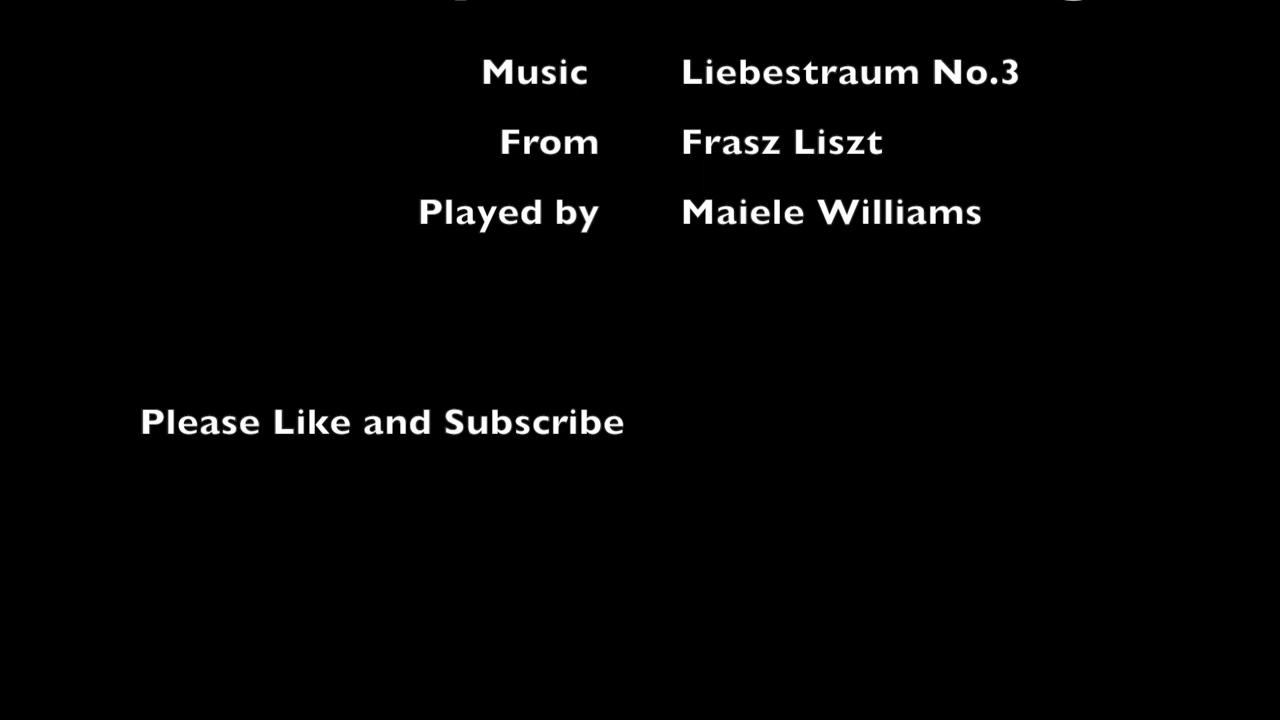 Music Liebestraum No.3
From Frasz Liszt
Played by Maiele Williams
Please Like and Subscribe